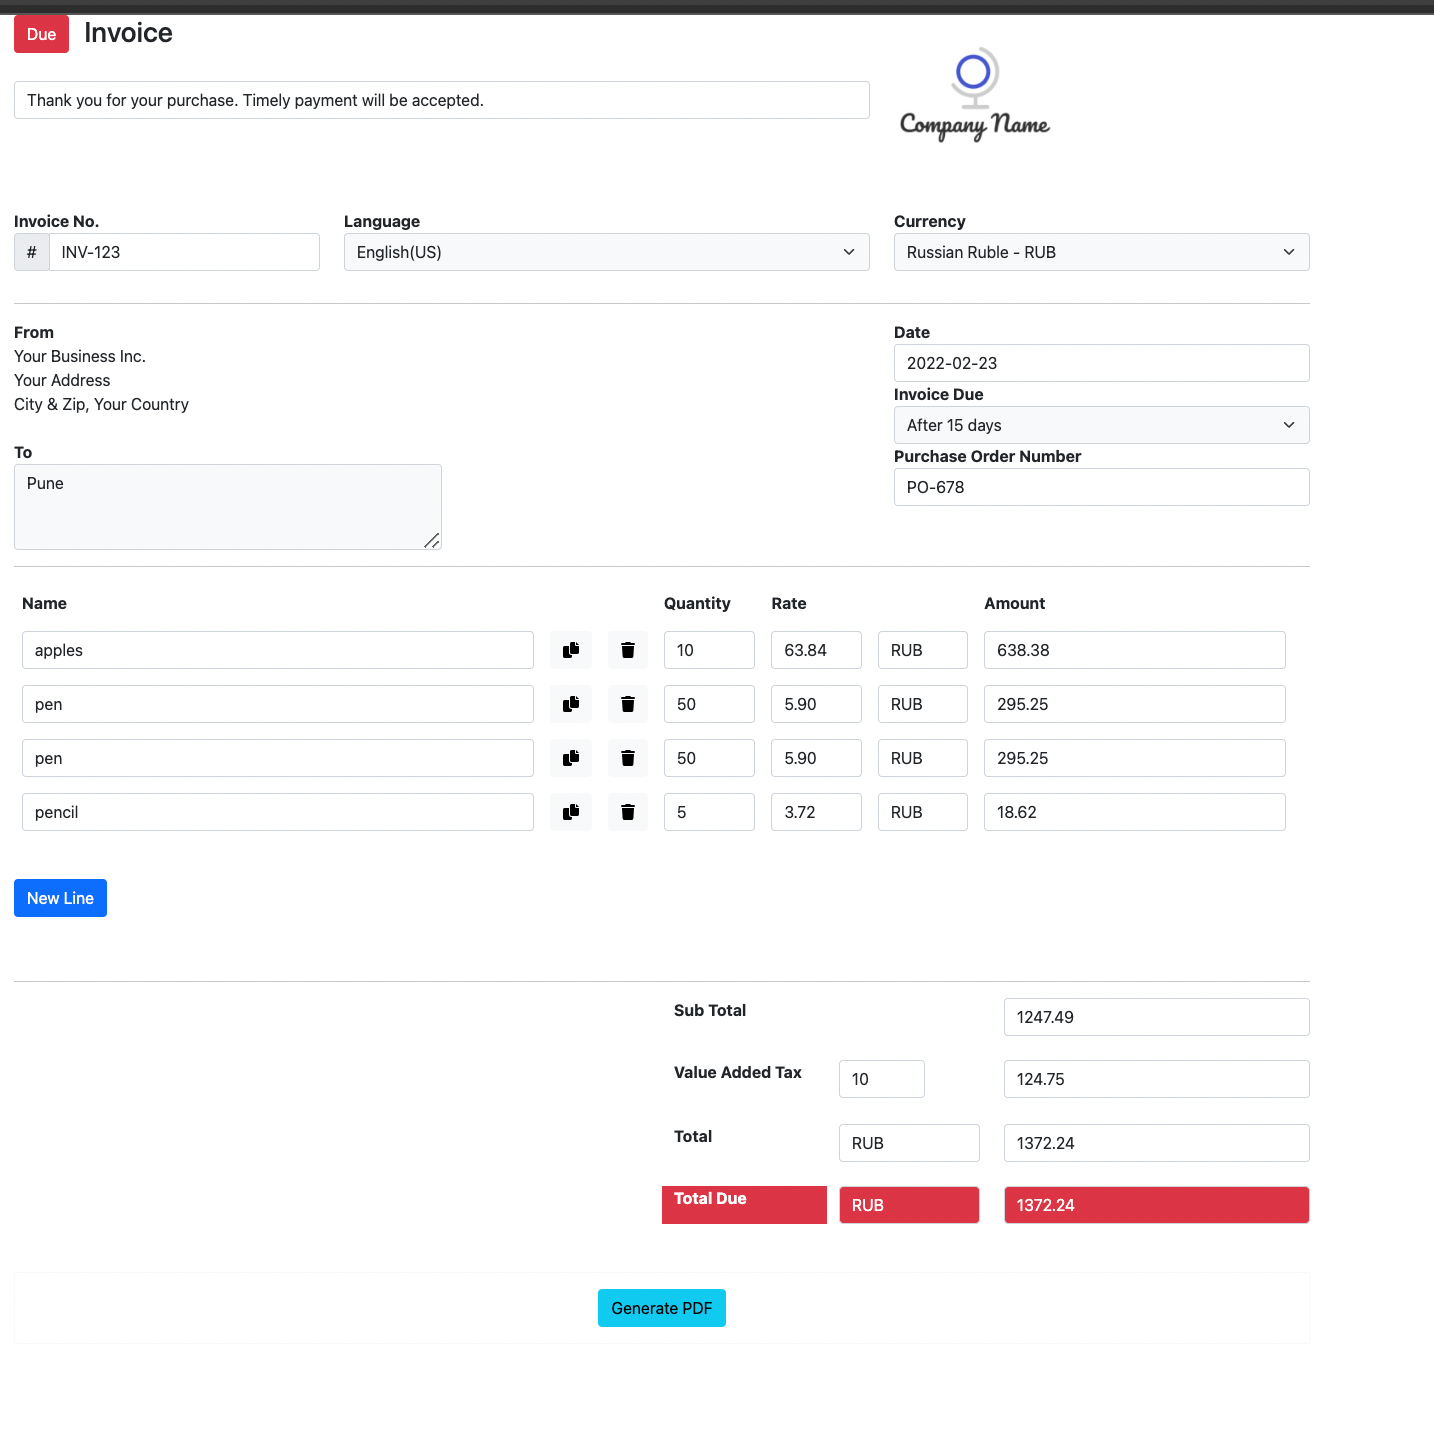 Due Invoice
Thank you for your purchase. Timely payment will be accepted.
Company Name
Invoice No. Language Currency
# INV-123 English(US) Russian Ruble - RUB
From
Your Business Inc.
Your Address
City & Zip, Your Country
To
Pune
Date
2022-02-23
Invoice Due
After 15 days
Purchase Order Number
PO-678
Name Quantity Rate Amount
apples 10 63.84 RUB 638.38
pen 50 5.90 RUB 295.25
pen 50 5.90 RUB 295.25
pencil 5 3.72 RUB 18.62
New Line
Sub Total 1247.49
Value Added Tax 10 124.75
Total RUB 1372.24
Total Due RUB 1372.24
Generate PDF